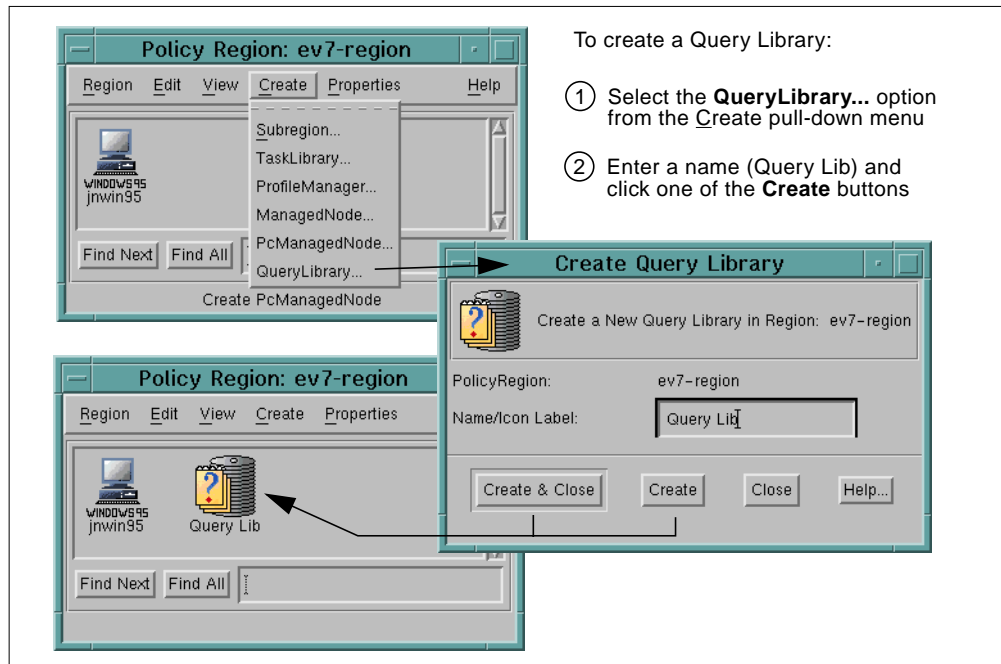 Policy Region: ev7-region
Region Edit View Create Properties Help
Subregion...
TaskLibrary...
ProfileManager...
ManagedNode...
PcManagedNode...
QueryLibrary...
WINDOWS 95
jnwin95
Find Next Find All
Create PcManagedNode
To create a Query Library:
1 Select the QueryLibrary... option
from the Create pull-down menu
2 Enter a name (Query Lib) and
click one of the Create buttons
Create Query Library
?
Create a New Query Library in Region: ev7-region
PolicyRegion: ev7-region
Name/Icon Label: Query Lib
Create & Close Create Close Help...
Policy Region: ev7-region
Region Edit View Create Properties
?
WINDOWS 95
jnwin95 Query Lib
Find Next Find All